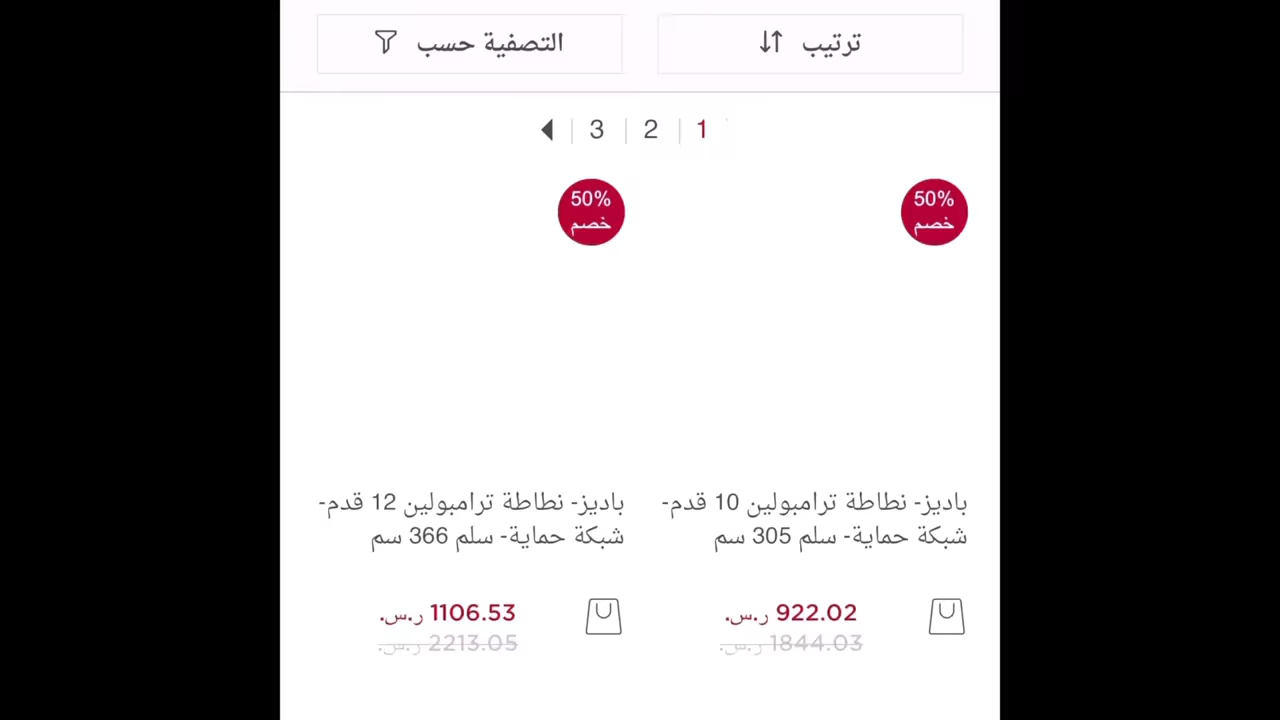 ترتيب
التصفية حسب
1 2 3
50%
خصم
50%
خصم
باديز- نطاطة ترامبولين 10 قدم-
شبكة حماية- سلم 305 سم
922.02 ر.س.
1844.03 ر.س.
باديز- نطاطة ترامبولين 12 قدم-
شبكة حماية- سلم 366 سم
1106.53 ر.س.
2213.05 ر.س.